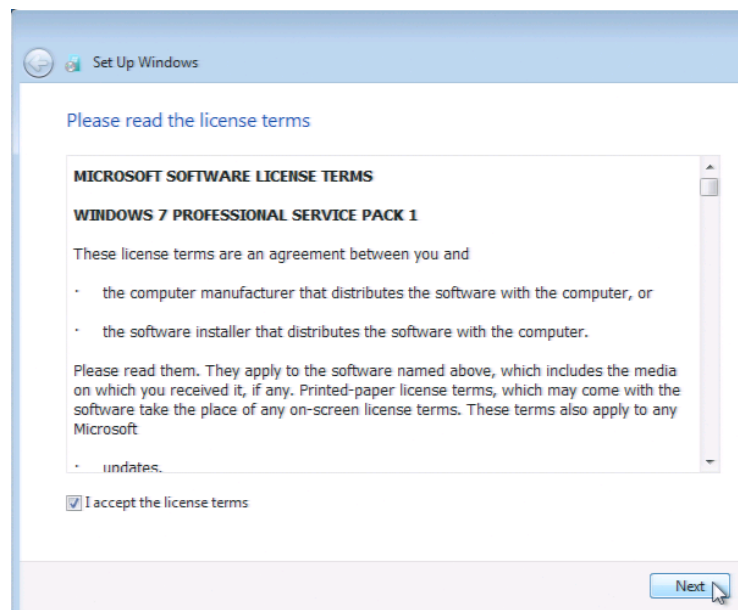 Set Up Windows
Please read the license terms
MICROSOFT SOFTWARE LICENSE TERMS
WINDOWS 7 PROFESSIONAL SERVICE PACK 1
These license terms are an agreement between you and
· the computer manufacturer that distributes the software with the computer, or
· the software installer that distributes the software with the computer.
Please read them. They apply to the software named above, which includes the media
on which you received it, if any. Printed-paper license terms, which may come with the
software take the place of any on-screen license terms. These terms also apply to any
Microsoft
· updates,
I accept the license terms
Next